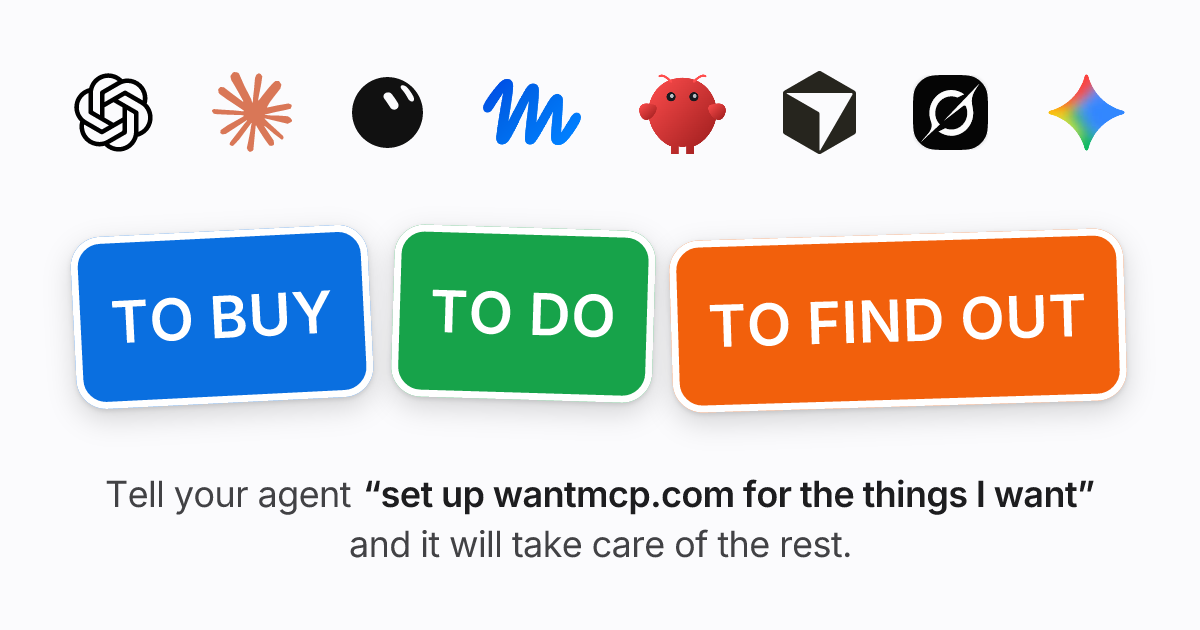 TO BUY
TO DO
TO FIND OUT
Tell your agent “set up wantmcp.com for the things I want”
and it will take care of the rest.